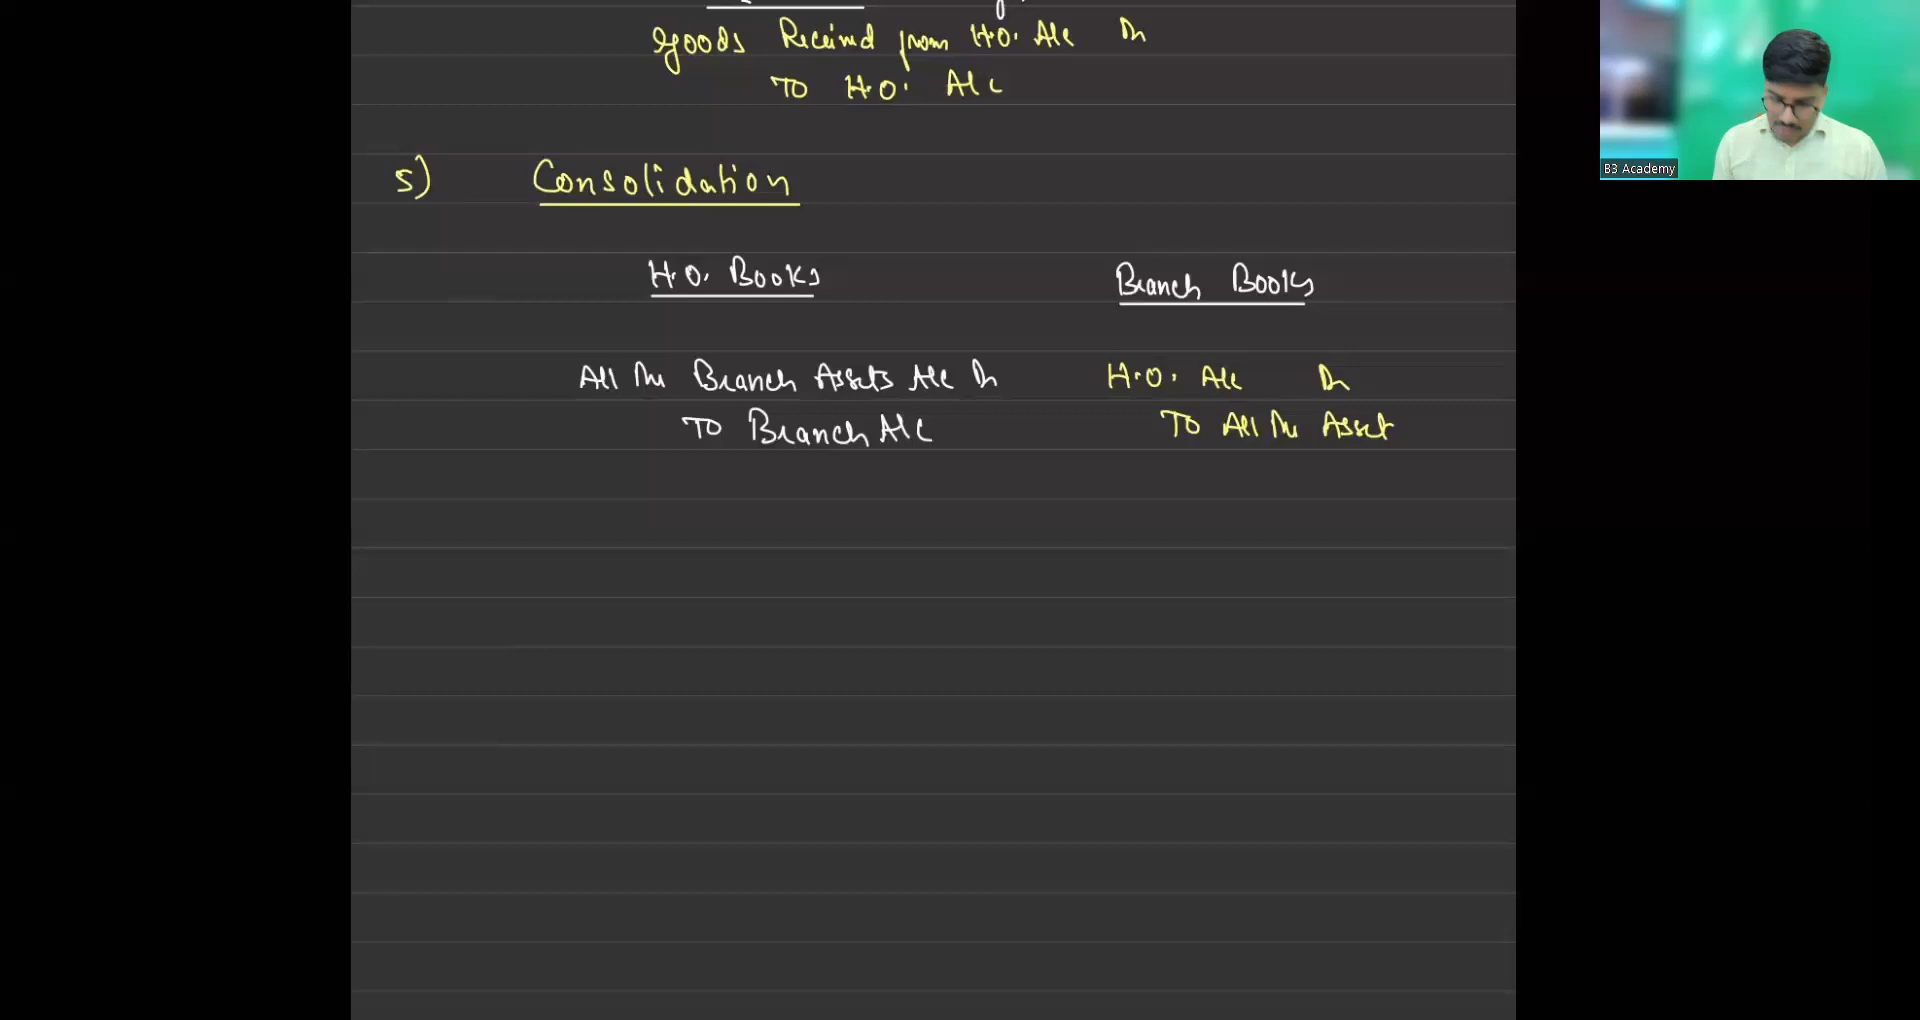 Goods Received from H.O. A/c Dr
To H.O. A/c
5) Consolidation
H.O. Books
Branch Books
All the Branch Assets A/c Dr
To Branch A/c
H.O. A/c Dr
To All the Asset
B3 Academy